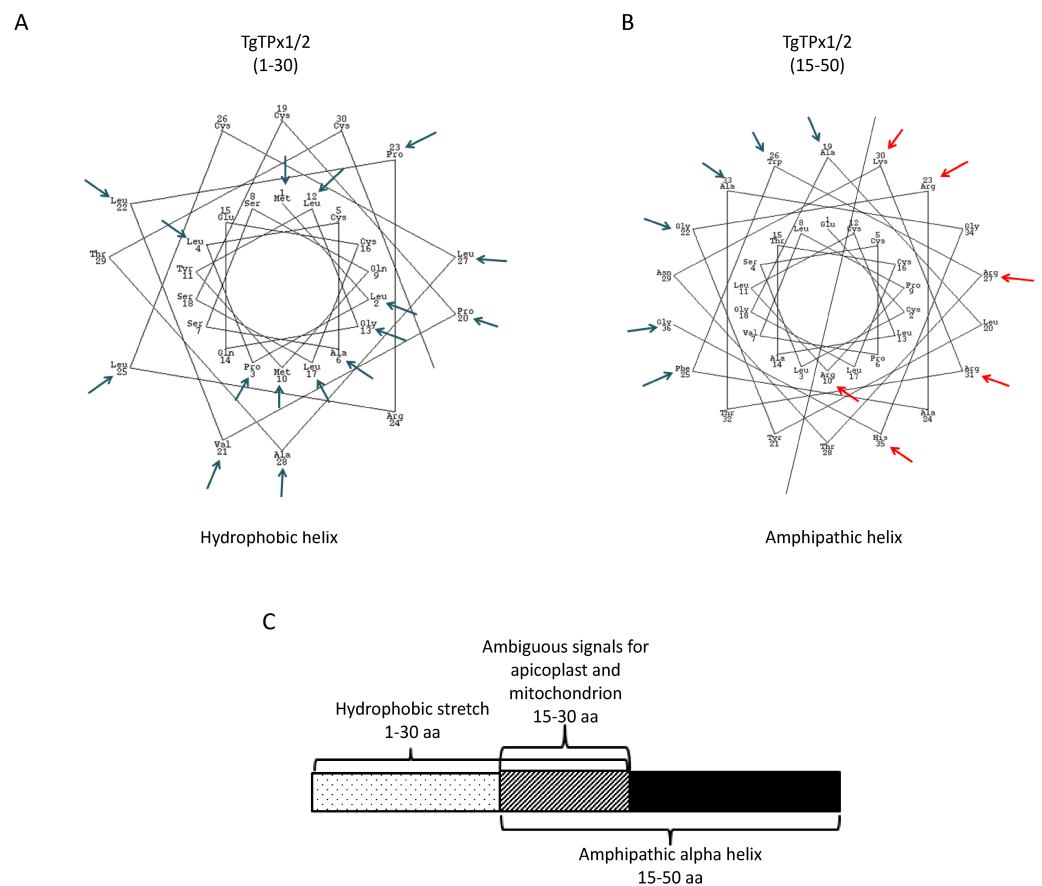 A
TgTPx1/2
(1-30)
19
Cys
26
Cys
30
Cys
23
Pro
1
Met
8
Ser
12
Leu
15
Glu
5
Cys
Leu
22
Leu
4
Cys
16
Thr
29
Leu
27
Tyr
11
Gln
9
Ser
18
Leu
2
Pro
20
Ser
7
Gly
13
Gln
14
Ala
6
Pro
3
Met
10
Leu
17
Leu
25
Arg
24
Val
21
Ala
28
Hydrophobic helix
B
TgTPx1/2
(15-50)
19
Ala
26
Trp
30
Lys
33
Ala
23
Arg
1
Glu
8
Leu
12
Cys
15
Thr
5
Cys
Gly
22
Gly
34
Ser
4
Cys
16
Asn
29
Arg
27
Leu
11
Pro
9
Gly
18
Cys
2
Gly
36
Leu
20
Val
7
Leu
13
Ala
14
Pro
6
Leu
3
Arg
10
Leu
17
Phe
25
Arg
31
Thr
32
Ala
24
Tyr
21
His
35
Thr
28
Amphipathic helix
C
Ambiguous signals for
apicoplast and
mitochondrion
15-30 aa
Hydrophobic stretch
1-30 aa
Amphipathic alpha helix
15-50 aa